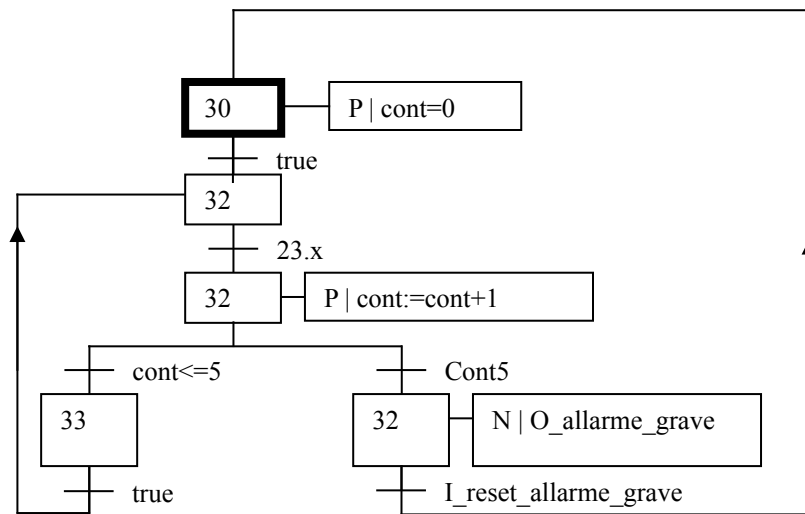 30
P | cont=0
true
32
23.x
32
P | cont:=cont+1
cont<=5
Cont5
33
32
N | O_allarme_grave
true
I_reset_allarme_grave